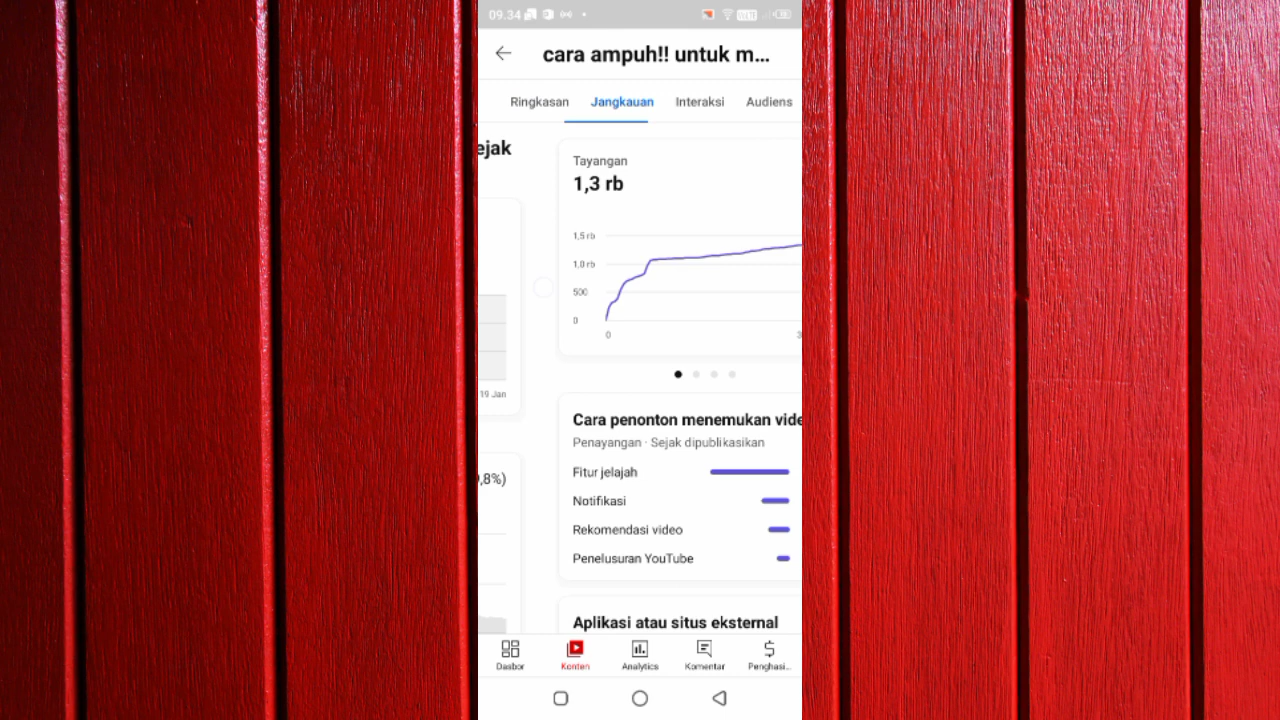 09.34
cara ampuh!! untuk m...
Ringkasan Jangkauan Interaksi Audiens
ejak
Tayangan
1,3 rb
1,5 rb
1,0 rb
500
0
0 3
19 Jan
Cara penonton menemukan vide
Penayangan · Sejak dipublikasikan
,8%)
Fitur jelajah
Notifikasi
Rekomendasi video
Penelusuran YouTube
Aplikasi atau situs eksternal
Dasbor Konten Analytics Komentar Penghasi...